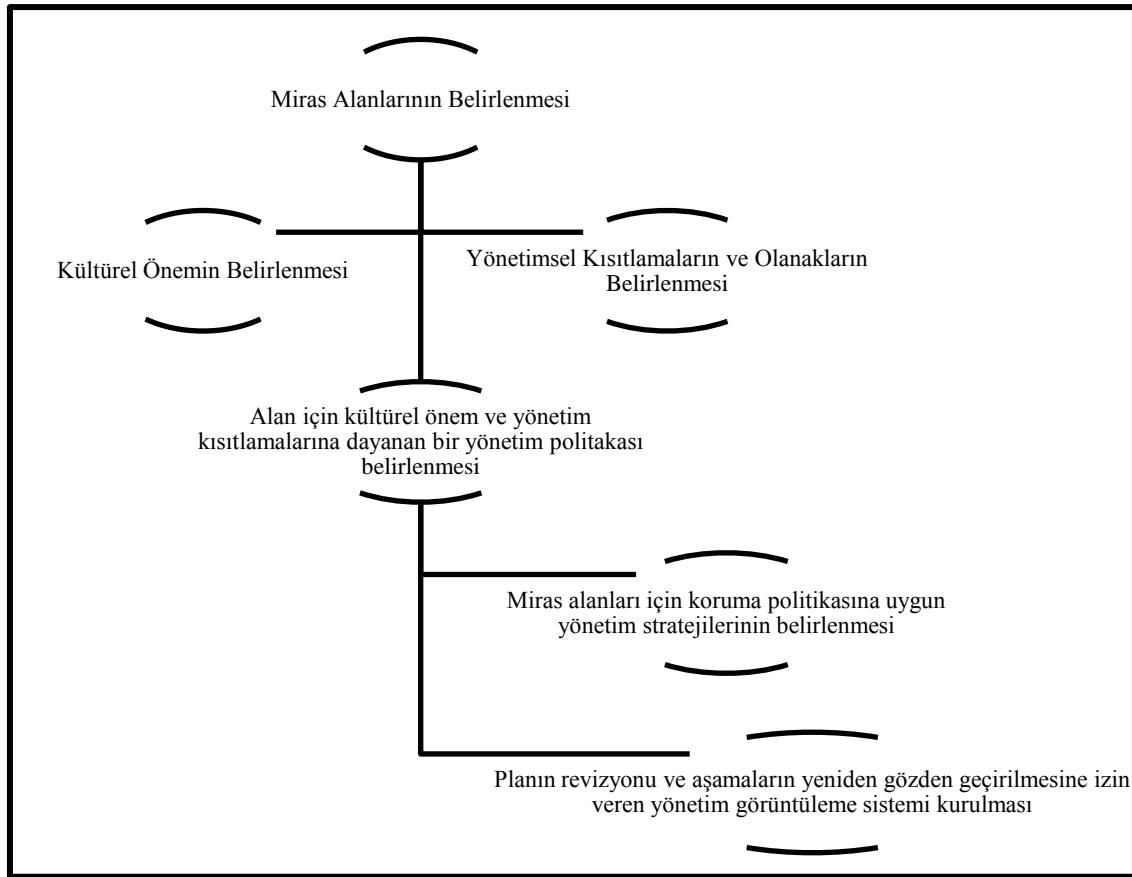 Miras Alanlarının Belirlenmesi
Kültürel Önemin Belirlenmesi
Yönetimsel Kısıtlamaların ve Olanakların
Belirlenmesi
Alan için kültürel önem ve yönetim
kısıtlamalarına dayanan bir yönetim politakası
belirlenmesi
Miras alanları için koruma politikasına uygun
yönetim stratejilerinin belirlenmesi
Planın revizyonu ve aşamaların yeniden gözden geçirilmesine izin
veren yönetim görüntüleme sistemi kurulması